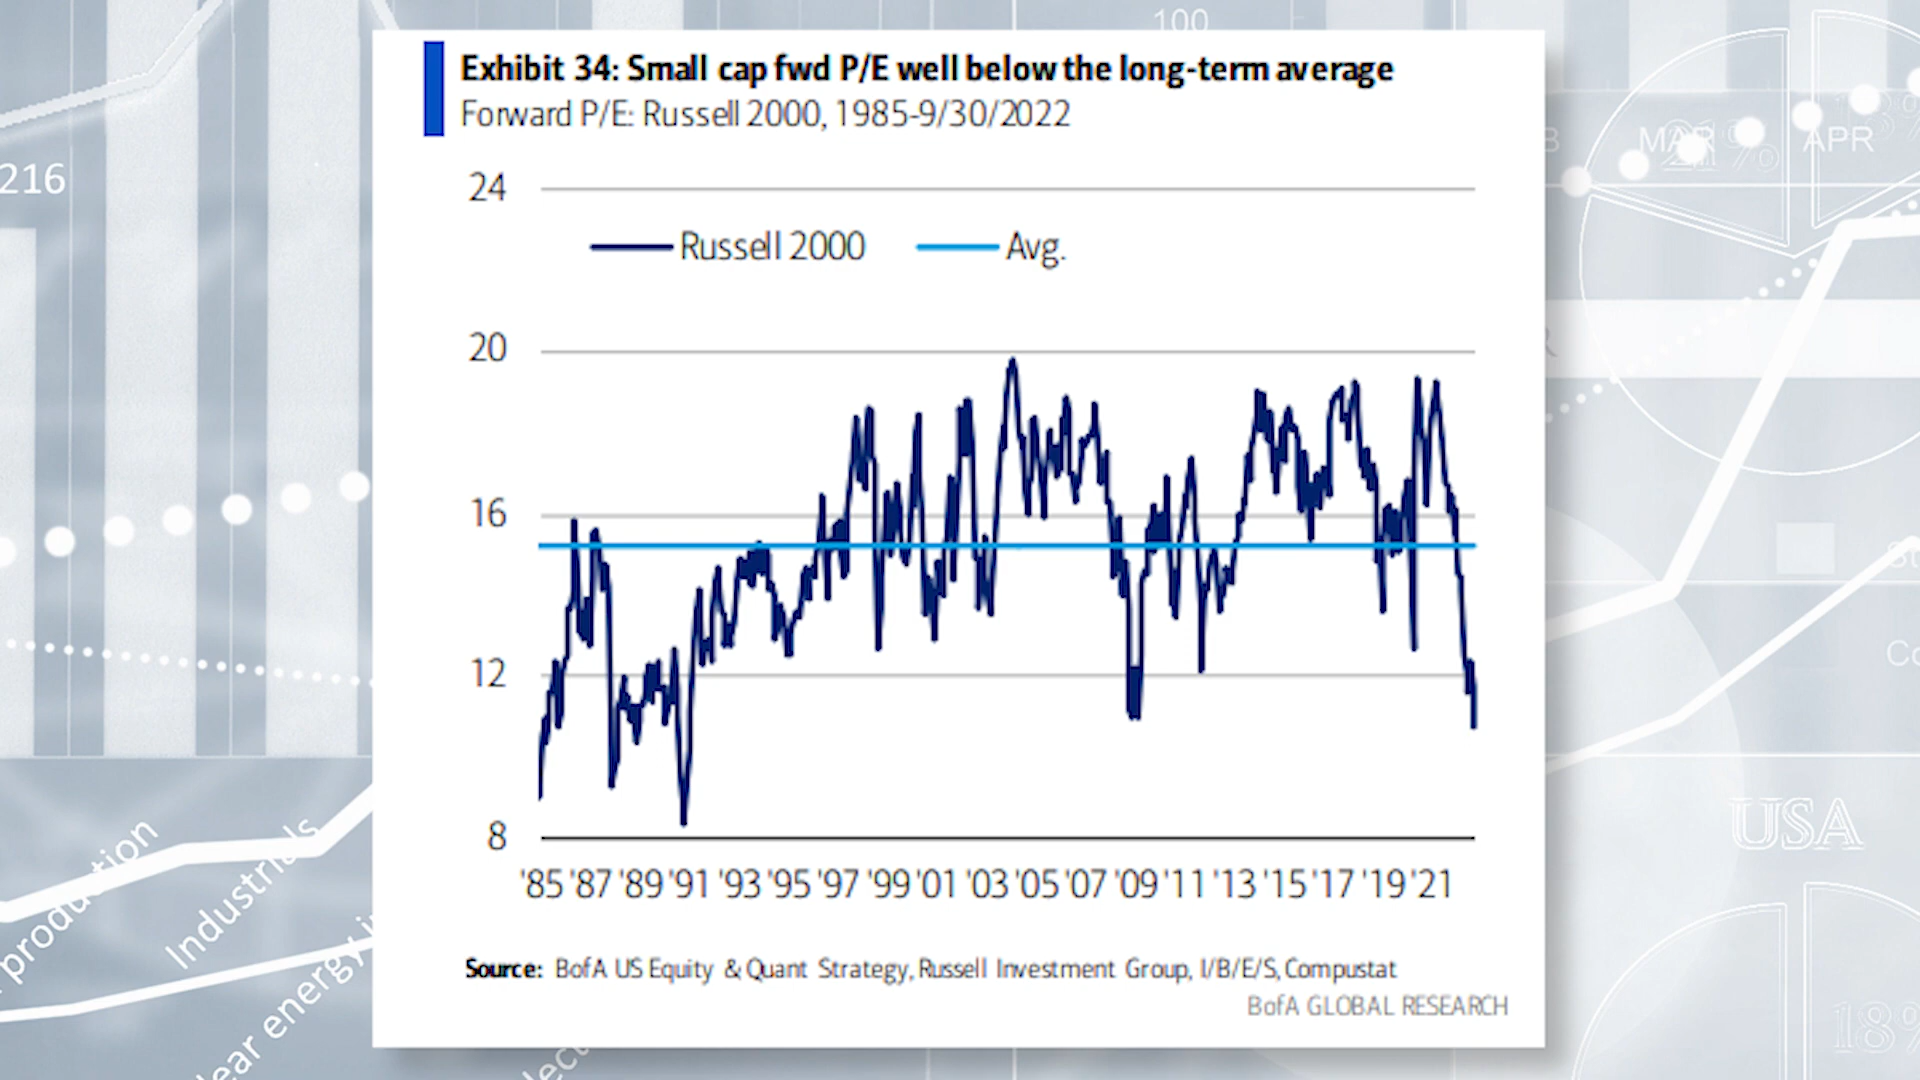 100
Exhibit 34: Small cap fwd P/E well below the long-term average
Forward P/E: Russell 2000, 1985-9/30/2022
216
MAR
APR
24
Russell 2000
Avg.
20
16
12
8
'85 '87 '89 '91 '93 '95 '97 '99 '01 '03 '05 '07 '09 '11 '13 '15 '17 '19 '21
USA
production
Industrials
Source: BofA US Equity & Quant Strategy, Russell Investment Group, I/B/E/S, Compustat
BofA GLOBAL RESEARCH